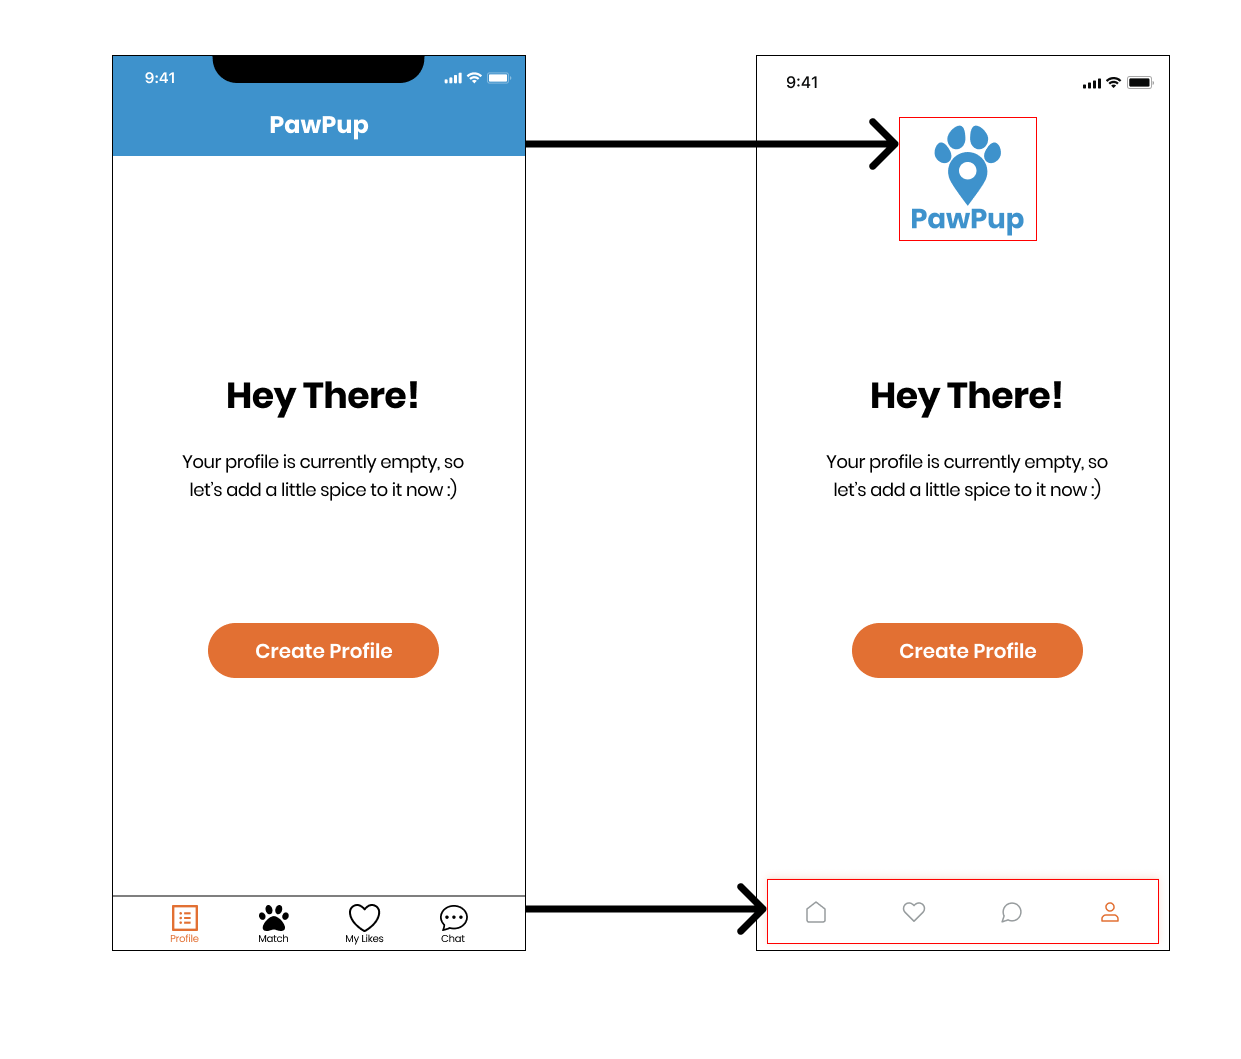 9:41
PawPup
Hey There!
Your profile is currently empty, so
let's add a little spice to it now :)
Create Profile
Profile
Match
My Likes
Chat
9:41
PawPup
Hey There!
Your profile is currently empty, so
let's add a little spice to it now :)
Create Profile